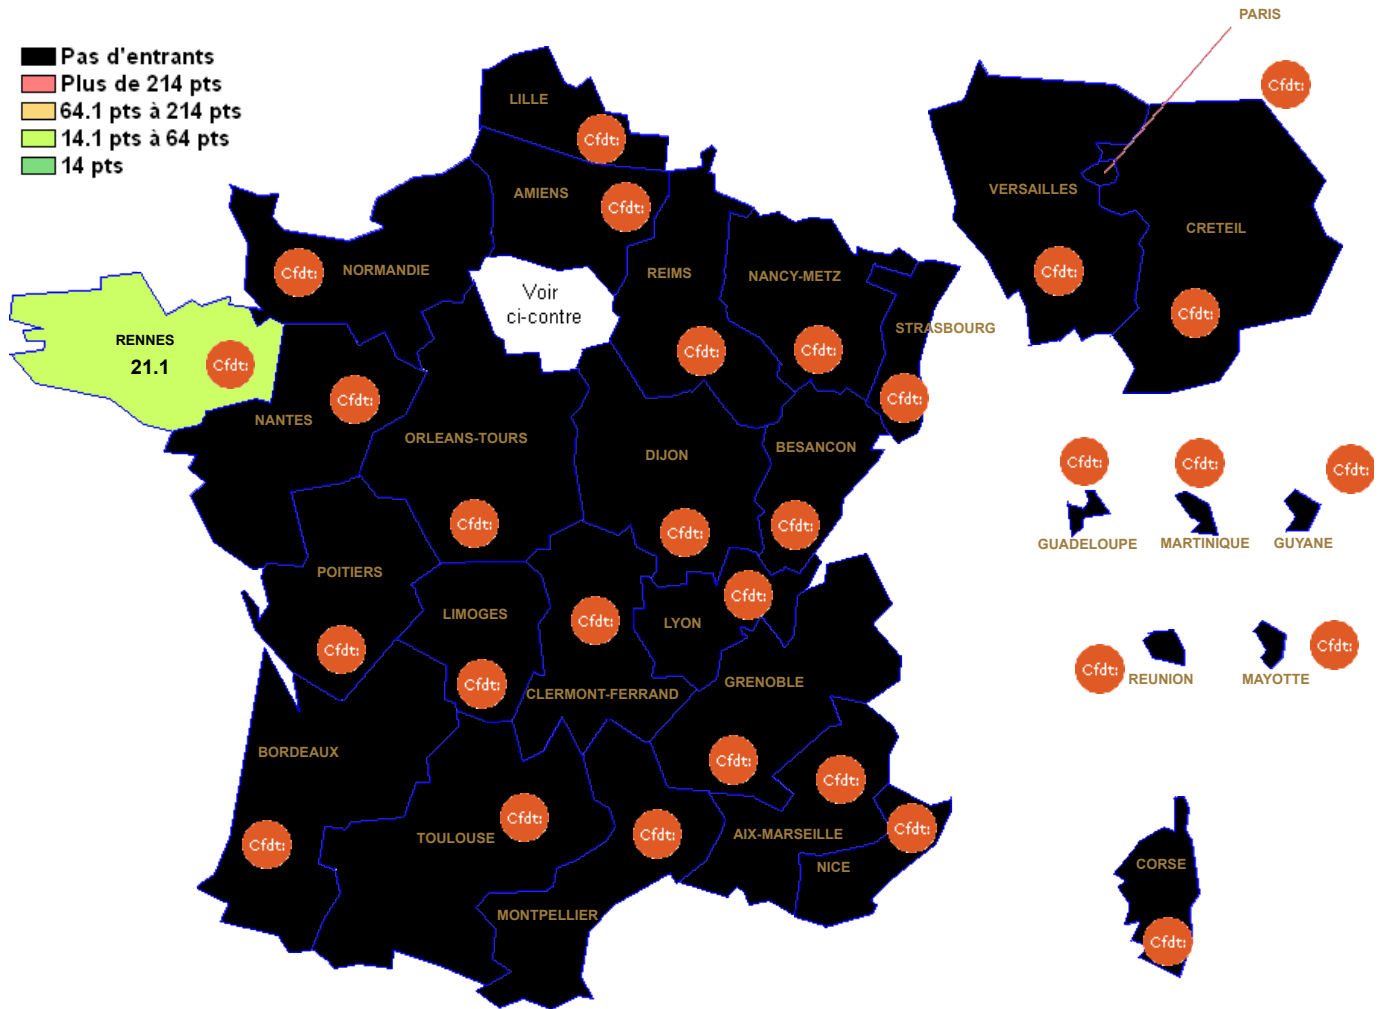 PARIS
Pas d'entrants
Plus de 214 pts
64.1 pts à 214 pts
14.1 pts à 64 pts
14 pts
Cfdt:
LILLE
Cfdt:
AMIENS
Cfdt:
VERSAILLES
CRETEIL
Cfdt:
NORMANDIE
REIMS
NANCY-METZ
Cfdt:
Voir
ci-contre
Cfdt:
STRASBOURG
RENNES
21.1
Cfdt:
Cfdt:
Cfdt:
Cfdt:
Cfdt:
NANTES
ORLEANS-TOURS
DIJON
BESANCON
Cfdt:
Cfdt:
Cfdt:
Cfdt:
Cfdt:
Cfdt:
GUADELOUPE
MARTINIQUE
GUYANE
POITIERS
LIMOGES
Cfdt:
Cfdt:
LYON
Cfdt:
Cfdt:
GRENOBLE
CLERMONT-FERRAND
Cfdt:
REUNION
MAYOTTE
Cfdt:
BORDEAUX
Cfdt:
Cfdt:
Cfdt:
TOULOUSE
Cfdt:
AIX-MARSEILLE
Cfdt:
Cfdt:
NICE
CORSE
MONTPELLIER
Cfdt: